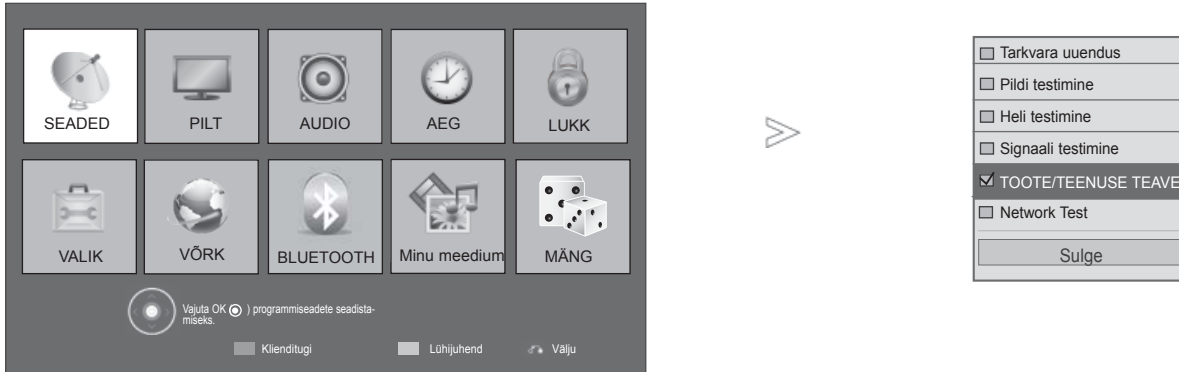 SEADED
PILT
AUDIO
AEG
LUKK
VALIK
VÕRK
BLUETOOTH
Minu meedium
MÄNG
Vajuta OK ) programmiseadete seadista-
miseks.
Klienditugi
Lühijuhend
Välju
Tarkvara uuendus
Pildi testimine
Heli testimine
Signaali testimine
TOOTE/TEENUSE TEAVE
Network Test
Sulge